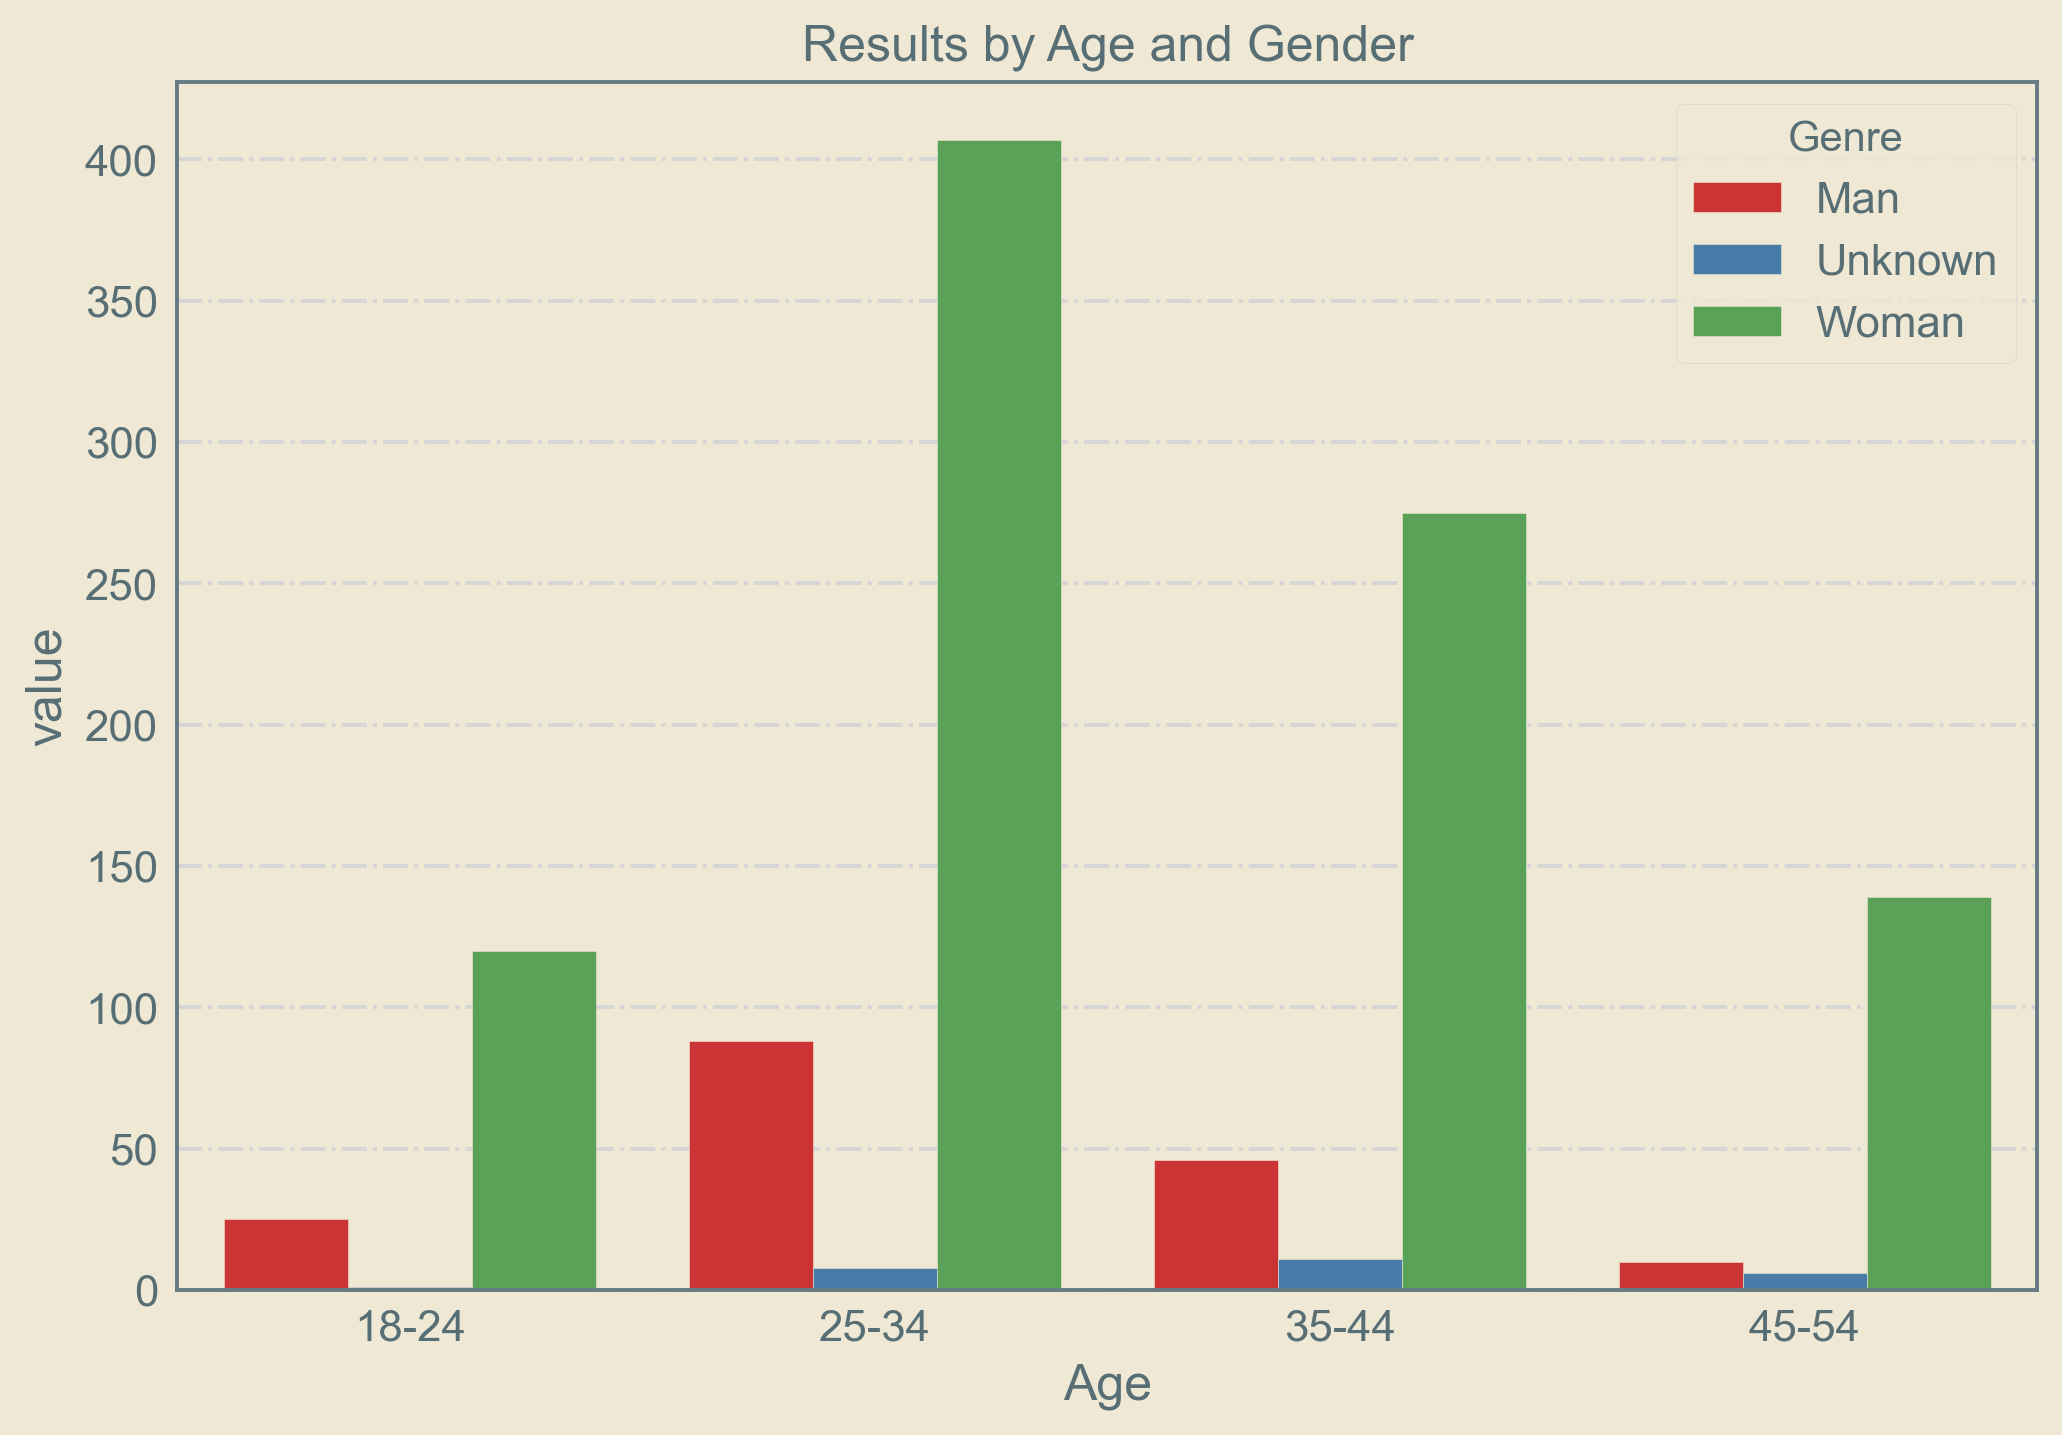 Results by Age and Gender
Genre
Man
Unknown
Woman
value
400
350
300
250
200
150
100
50
0
18-24
25-34
35-44
45-54
Age